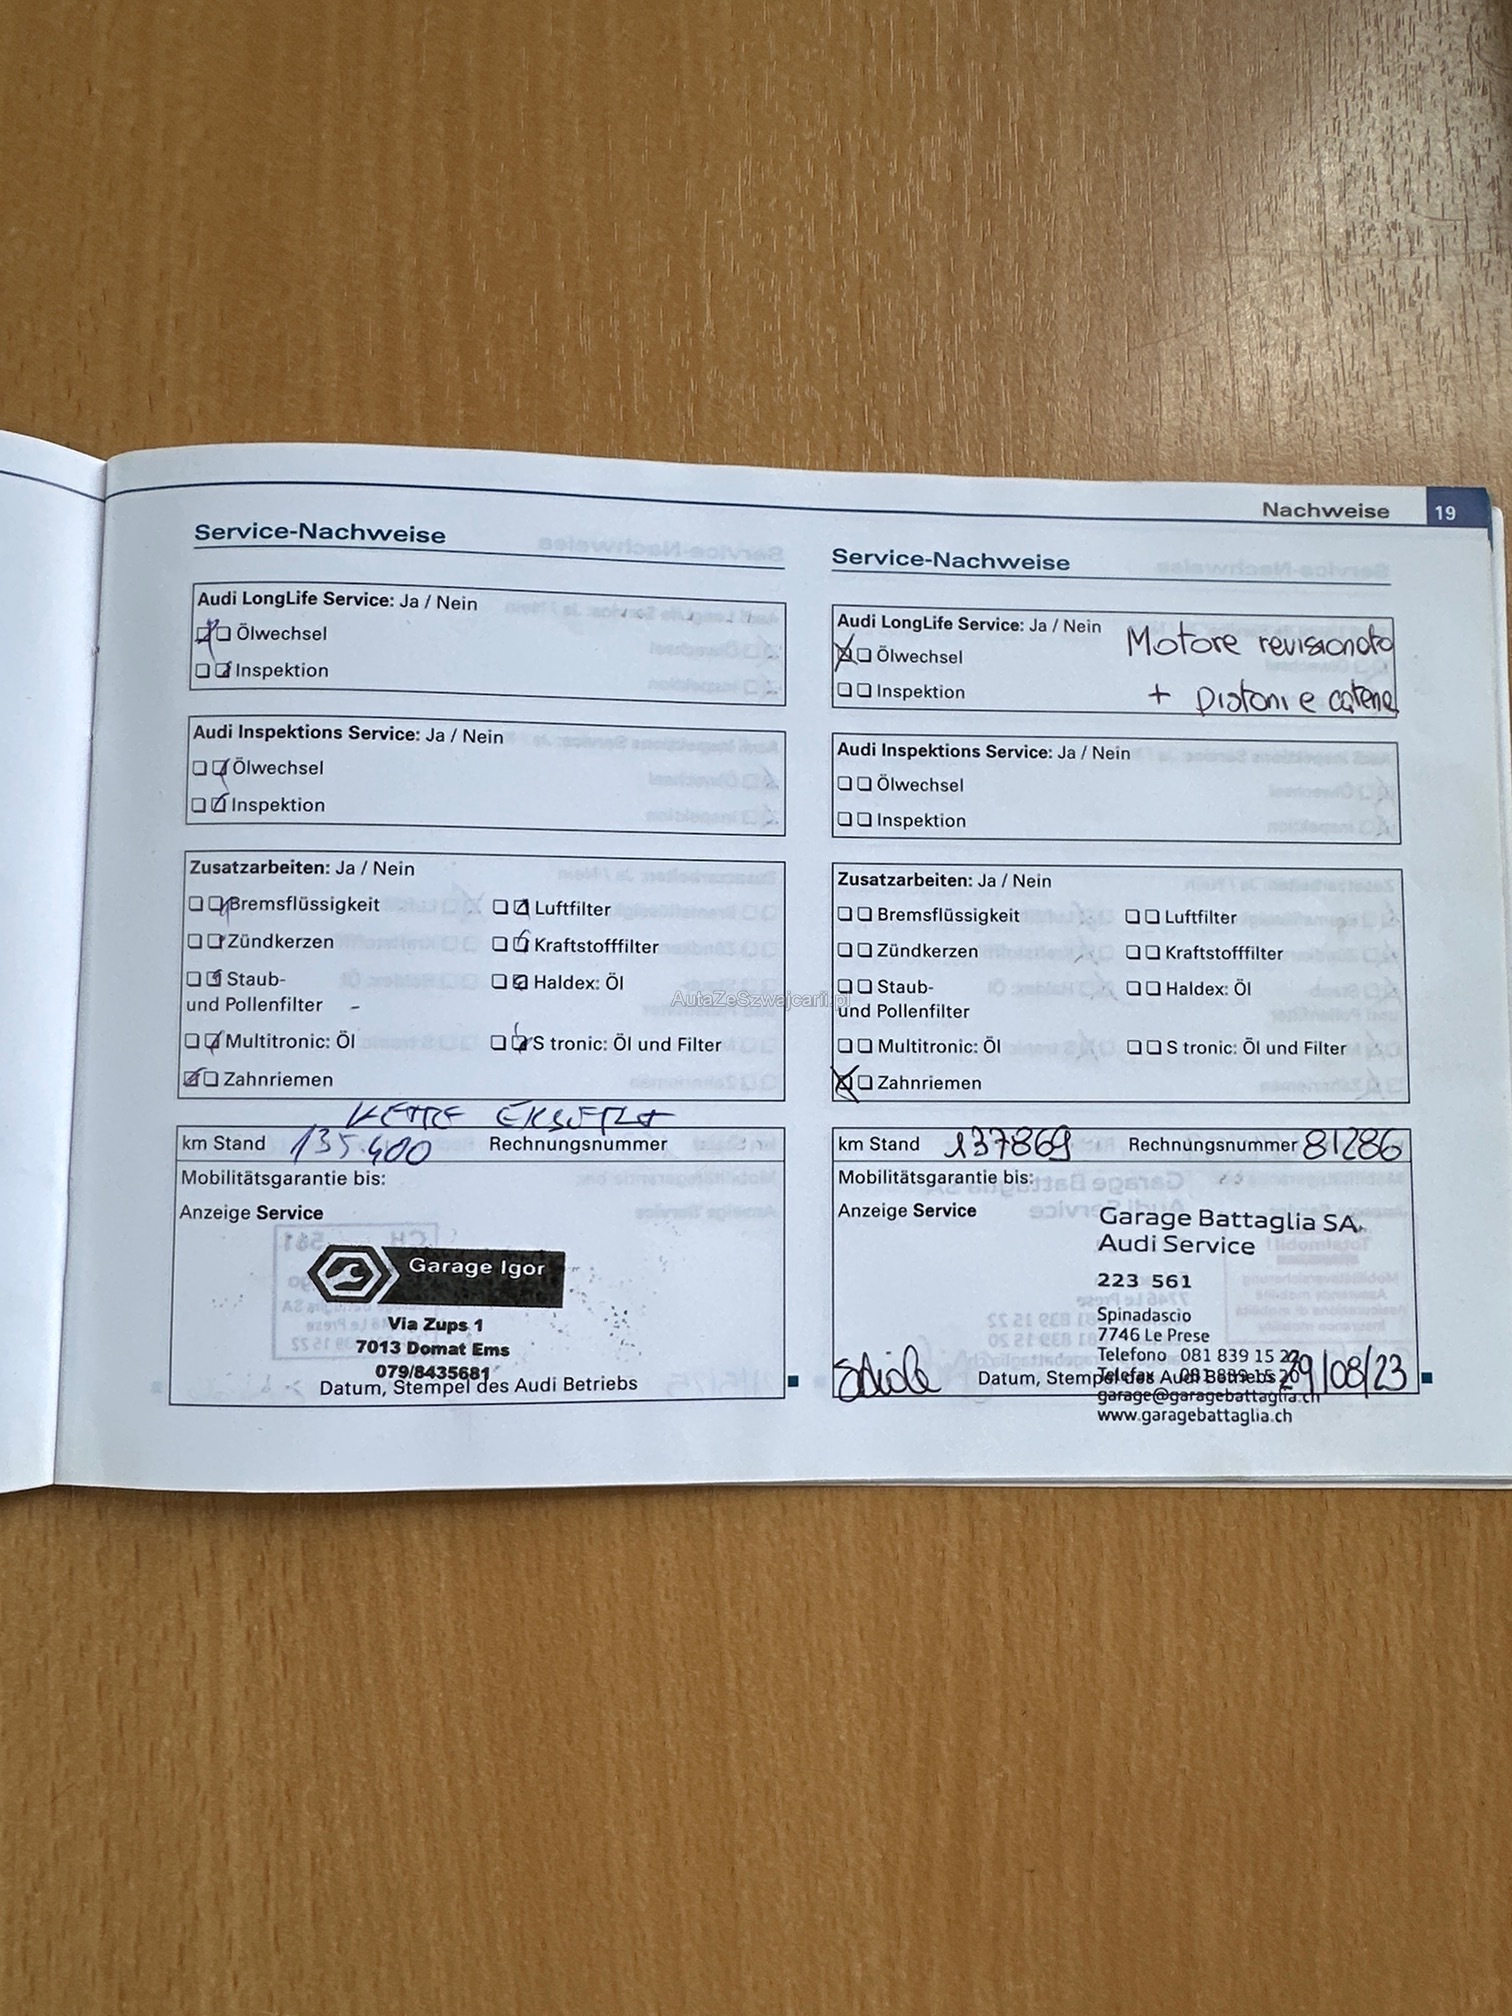 Nachweise 19
Service-Nachweise
Audi LongLife Service: Ja / Nein
Ölwechsel
Inspektion
Audi Inspektions Service: Ja / Nein
Ölwechsel
Inspektion
Zusatzarbeiten: Ja / Nein
Bremsflüssigkeit Luftfilter
Zündkerzen Kraftstofffilter
Staub- Haldex: Öl
und Pollenfilter
Multitronic: Öl S tronic: Öl und Filter
Zahnriemen
KETTE ERSETZT
km Stand 135.400 Rechnungsnummer
Mobilitätsgarantie bis:
Anzeige Service
Garage Igor
Via Zups 1
7013 Domat Ems
079/8435681
Datum, Stempel des Audi Betriebs
Service-Nachweise
Audi LongLife Service: Ja / Nein
Motore revisionato
Ölwechsel
Inspektion
+ Pistoni e catena
Audi Inspektions Service: Ja / Nein
Ölwechsel
Inspektion
Zusatzarbeiten: Ja / Nein
Bremsflüssigkeit Luftfilter
Zündkerzen Kraftstofffilter
Staub- Haldex: Öl
und Pollenfilter
Multitronic: Öl S tronic: Öl und Filter
Zahnriemen
km Stand 137869 Rechnungsnummer 81286
Mobilitätsgarantie bis:
Anzeige Service
Garage Battaglia SA
Audi Service
223 561
Spinadascio
7746 Le Prese
Telefono 081 839 15 22
Telefax 081 839 15 20
Datum, Stempel des Audi Betriebs 29/08/23
garage@garagebattaglia.ch
www.garagebattaglia.ch
AutaZeSzwajcarii.pl